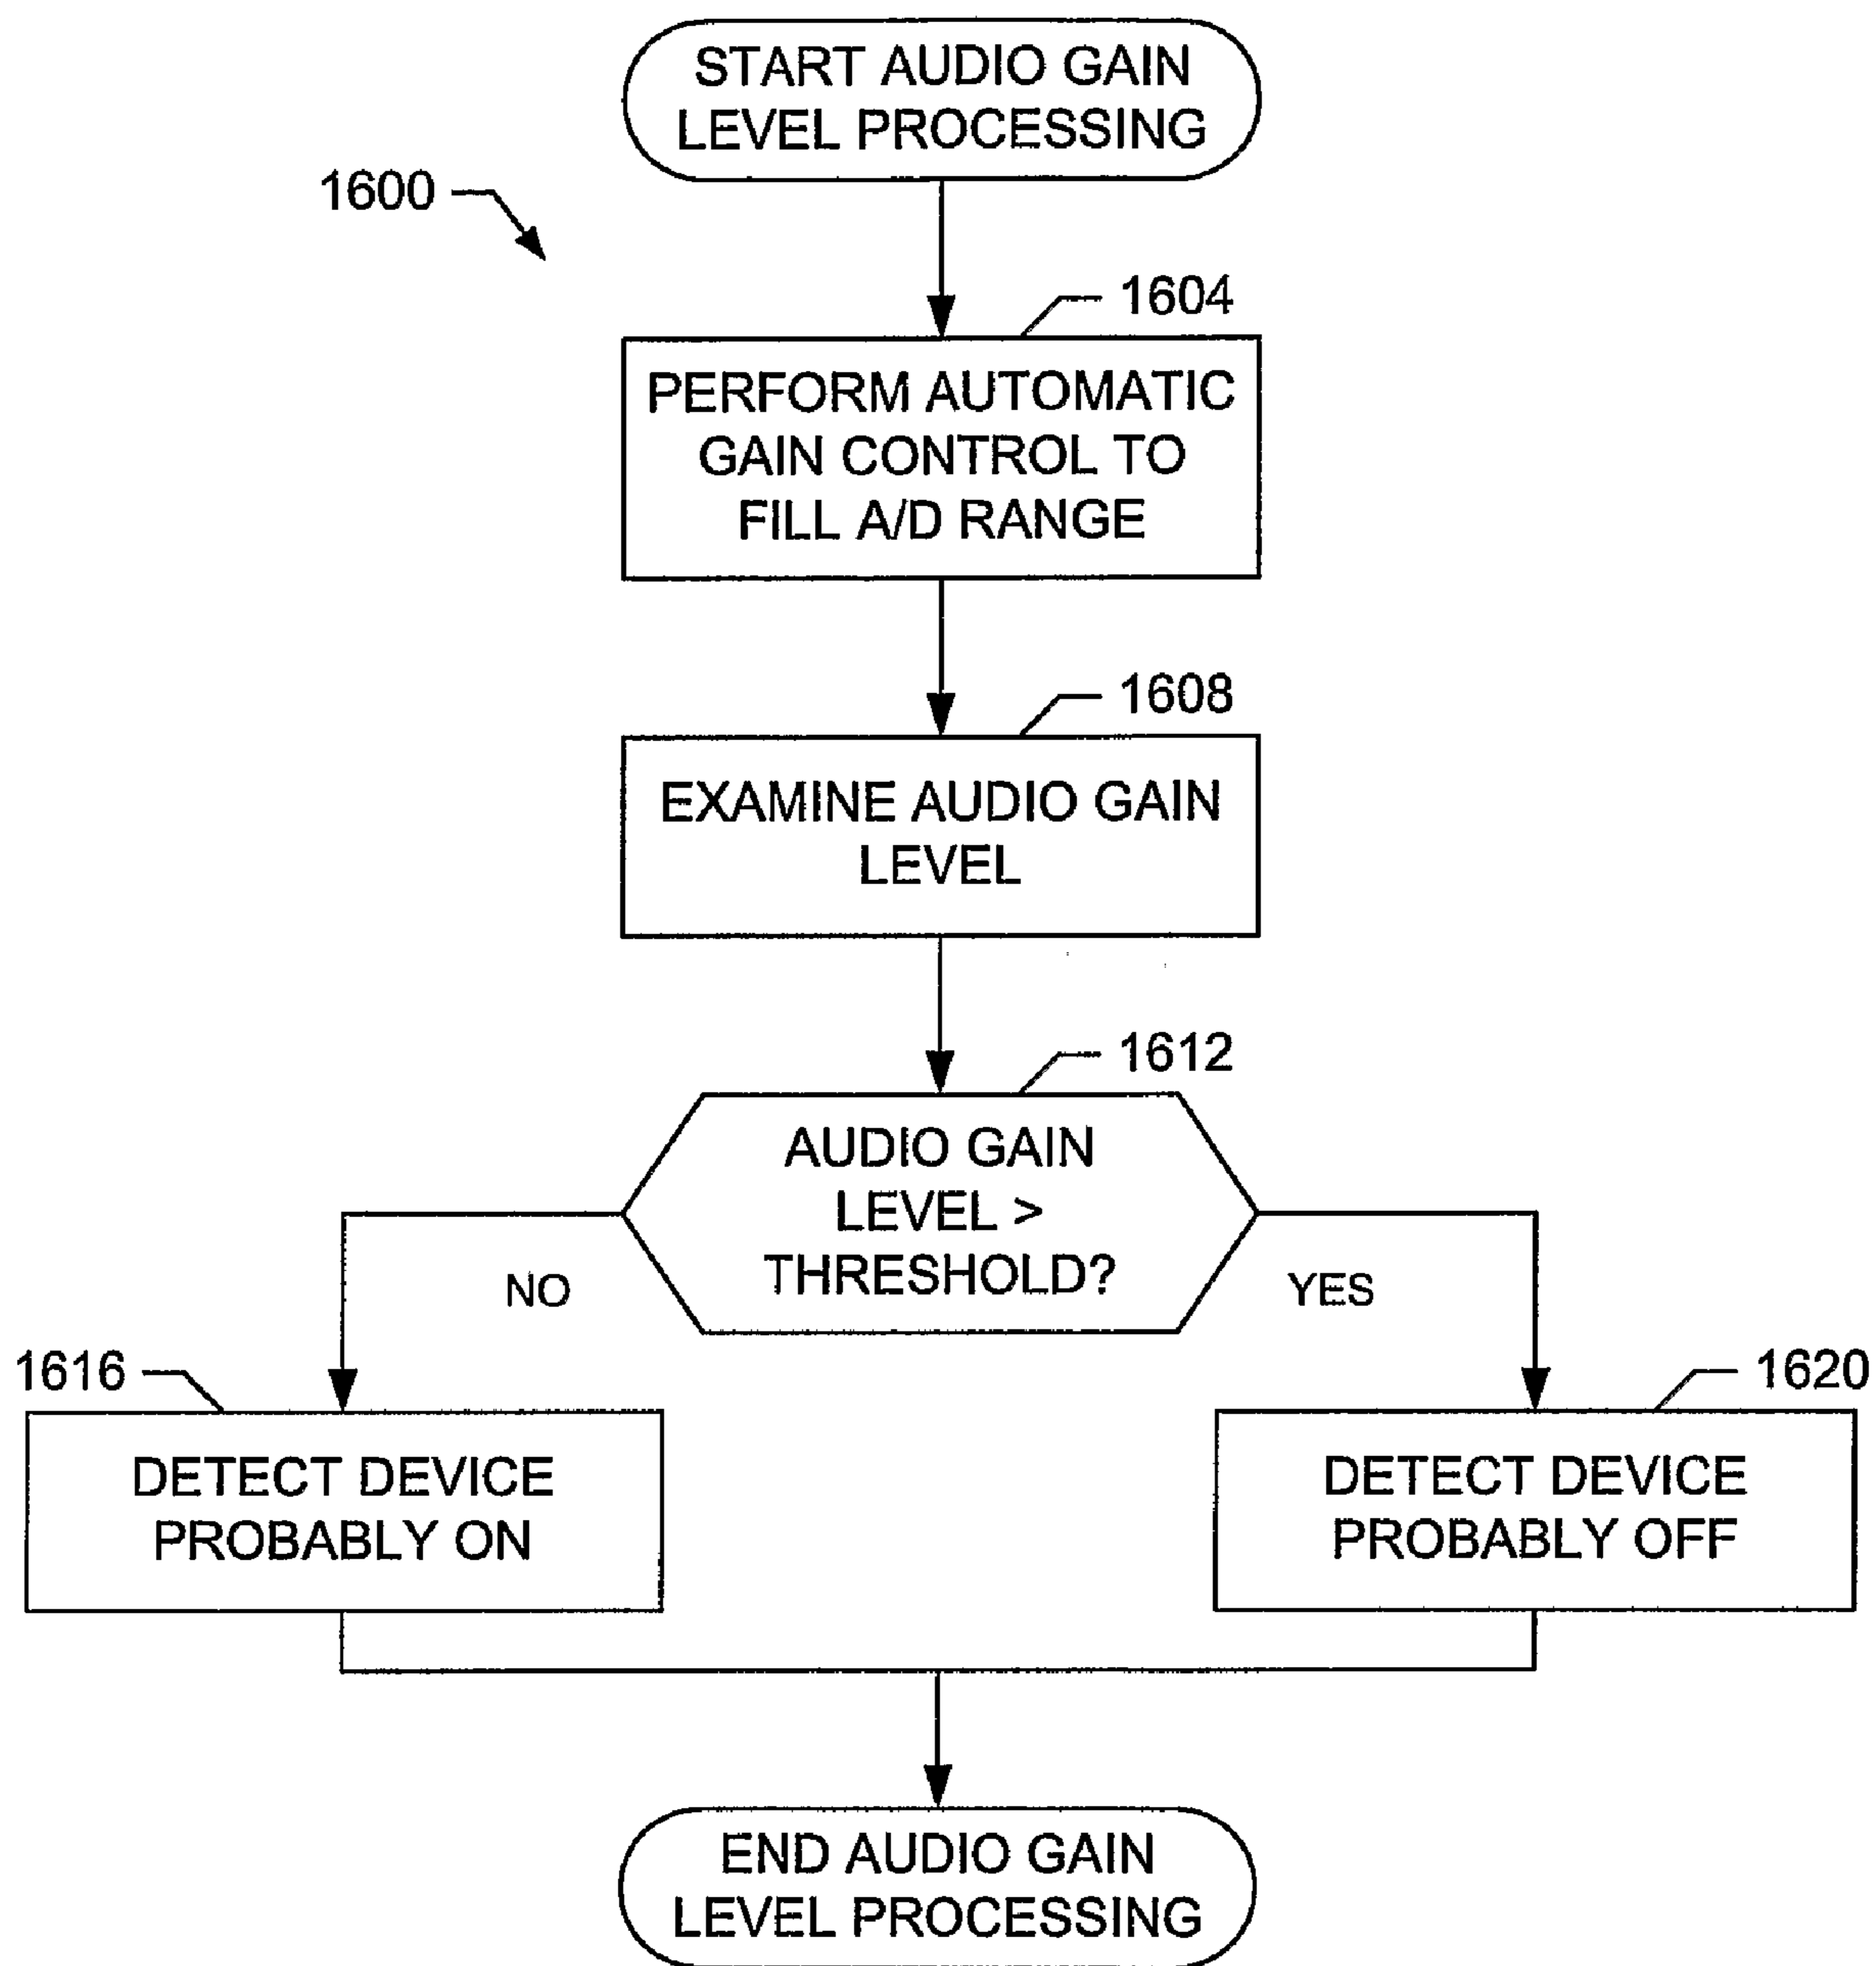 START AUDIO GAIN
LEVEL PROCESSING
1600
1604
PERFORM AUTOMATIC
GAIN CONTROL TO
FILL A/D RANGE
1608
EXAMINE AUDIO GAIN
LEVEL
1612
AUDIO GAIN
LEVEL >
THRESHOLD?
NO
YES
1616
DETECT DEVICE
PROBABLY ON
1620
DETECT DEVICE
PROBABLY OFF
END AUDIO GAIN
LEVEL PROCESSING